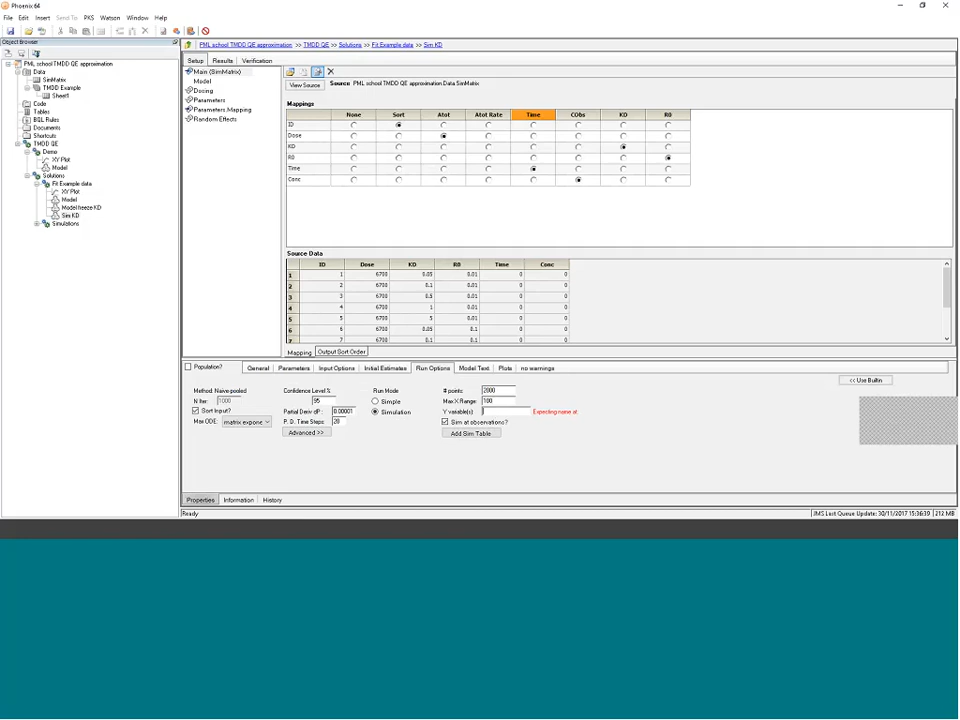 Phoenix 64
File Edit Insert Send To PKS Watson Window Help
Object Browser
PML school TMDD QE approximation >> TMDD QE >> Solutions >> Fit Example data >> Sim KD
PML school TMDD QE approximation
Data
SimMatrix
TMDD Example
Sheet1
Code
Tables
BQL Rules
Documents
Shortcuts
TMDD QE
Demo
XY Plot
Model
Solutions
Fit Example data
XY Plot
Model
Model freeze KD
Sim KD
Simulations
Setup Results Verification
Main (SimMatrix)
Model
Dosing
Parameters
Parameters.Mapping
Random Effects
View Source Source PML school TMDD QE approximation.Data.SimMatrix
Mappings
None Sort Atot Atot Rate Time CObs KD R0
ID
Dose
KD
R0
Time
Conc
Source Data
ID Dose KD R0 Time Conc
1 1 6700 0.05 0.01 0 0
2 2 6700 0.1 0.01 0 0
3 3 6700 0.5 0.01 0 0
4 4 6700 1 0.01 0 0
5 5 6700 5 0.01 0 0
6 6 6700 0.05 0.1 0 0
7 7 6700 0.1 0.1 0 0
Mapping Output Sort Order
Population? General Parameters Input Options Initial Estimates Run Options Model Text Plots no warnings
<< Use Builtin
Method: Naive pooled Confidence Level % Run Mode # points: 2000
N Iter: 1000 95 Simple Max X Range: 100
Sort Input? Partial Deriv dP: 0.00001 Simulation Y variable(s): Expecting name at:
Max ODE: matrix expone P. D. Time Steps: 20 Sim at observations?
Advanced >> Add Sim Table
Properties Information History
Ready JMS Last Queue Update: 30/11/2017 15:36:39 212 MB